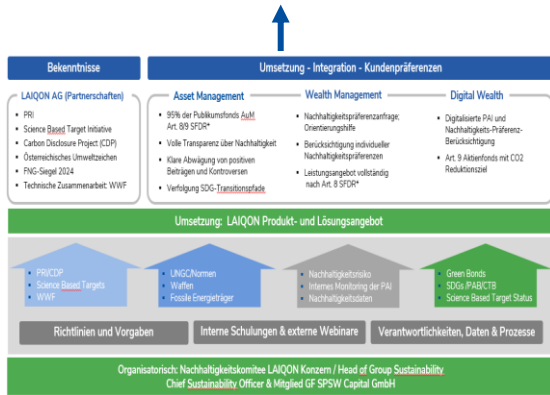 Bekenntnisse
Umsetzung - Integration - Kundenpräferenzen
LAIQON AG (Partnerschaften)
• PRI
• Science Based Target Initiative
• Carbon Disclosure Project (CDP)
• Österreichisches Umweltzeichen
• FNG-Siegel 2024
• Technische Zusammenarbeit: WWF
Asset Management
• 95% der Publikumsfonds AuM
Art. 8/9 SFDR*
• Volle Transparenz über Nachhaltigkeit
• Klare Abwägung von positiven
Beiträgen und Kontroversen
• Verfolgung SDG-Transitionspfade
Wealth Management
• Nachhaltigkeitspräferenzanfrage;
Orientierungshilfe
• Berücksichtigung individueller
Nachhaltigkeitspräferenzen
• Leistungsangebot vollständig
nach Art. 8 SFDR*
Digital Wealth
• Digitalisierte PAI und
Nachhaltigkeits-Präferenz-
Berücksichtigung
• Art. 9 Aktienfonds mit CO2
Reduktionsziel
Umsetzung: LAIQON Produkt- und Lösungsangebot
• PRI/CDP
• Science Based Targets
• WWF
• UNGC/Normen
• Waffen
• Fossile Energieträger
• Nachhaltigkeitsrisiko
• Internes Monitoring der PAI
• Nachhaltigkeitsdaten
• Green Bonds
• SDGs /PAB/CTB
• Science Based Target Status
Richtlinien und Vorgaben
Interne Schulungen & externe Webinare
Verantwortlichkeiten, Daten & Prozesse
Organisatorisch: Nachhaltigkeitskomitee LAIQON Konzern / Head of Group Sustainability
Chief Sustainability Officer & Mitglied GF SPSW Capital GmbH